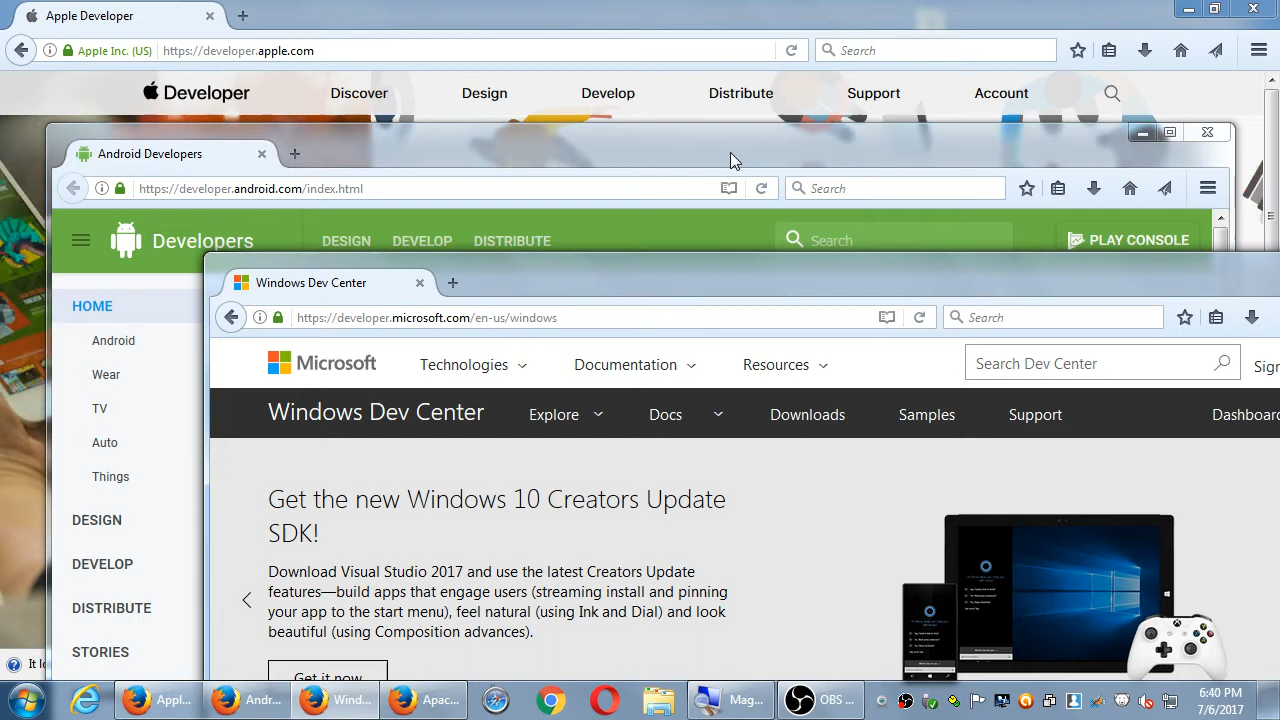 Apple Developer
Apple Inc. (US) https://developer.apple.com Search
Developer Discover Design Develop Distribute Support Account
Android Developers
https://developer.android.com/index.html Search
Developers DESIGN DEVELOP DISTRIBUTE Search PLAY CONSOLE
HOME
Android
Wear
TV
Auto
Things
DESIGN
DEVELOP
DISTRIBUTE
STORIES
Windows Dev Center
https://developer.microsoft.com/en-us/windows Search
Microsoft Technologies Documentation Resources Search Dev Center Sign
Windows Dev Center Explore Docs Downloads Samples Support Dashboard
Get the new Windows 10 Creators Update
SDK!
Download Visual Studio 2017 and use the latest Creators Update
build apps that engage users (streaming install and pinning
app to the start menu), feel natural (using Ink and Dial) and look
beautiful (using Composition APIs).
Get it now
It l
Appl... Andr... Wind... Apac... Mag... OBS ...
6:40 PM
7/6/2017